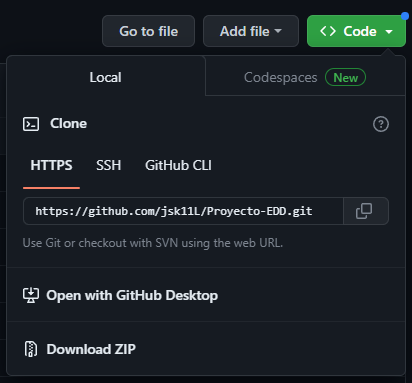 Go to file Add file Code
Local Codespaces New
Clone
HTTPS SSH GitHub CLI
https://github.com/jsk11L/Proyecto-EDD.git
Use Git or checkout with SVN using the web URL.
Open with GitHub Desktop
Download ZIP